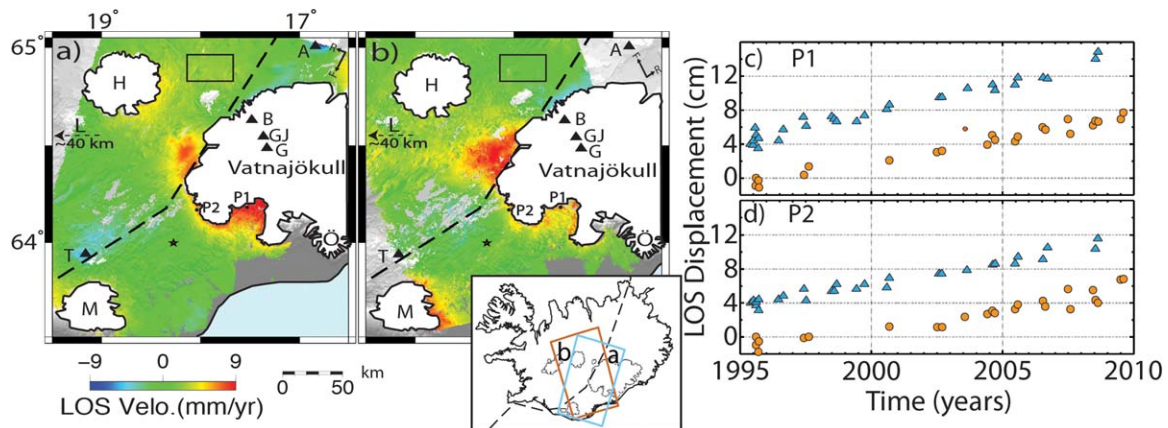 19° 17°
65°
a)
A
R
F
H
B
GJ
G
Vatnajökull
L
~40 km
P2 P1
64°
T
Ö
M
b)
A
R
F
H
B
GJ
G
Vatnajökull
L
~40 km
P2 P1
T
Ö
M
−9 0 9
LOS Velo.(mm/yr)
0 50 km
b a
c) P1
12
8
4
0
d) P2
12
8
4
0
LOS Displacement (cm)
1995 2000 2005 2010
Time (years)